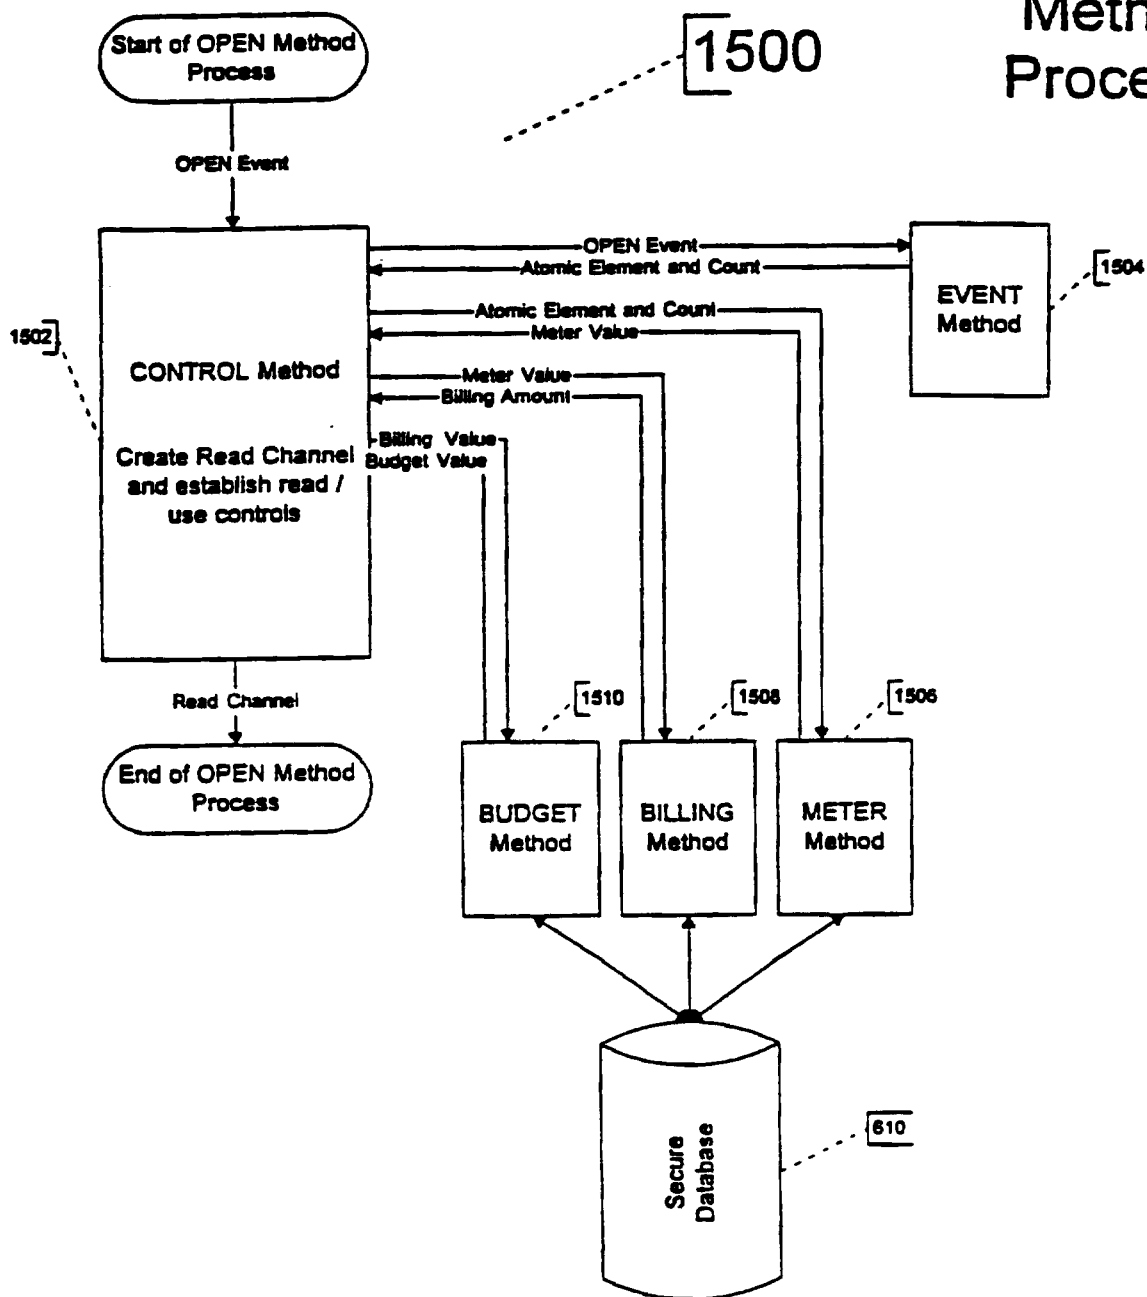 Start of OPEN Method
Process
1500
OPEN Event
OPEN Event
Atomic Element and Count
EVENT
Method
1504
1502
Atomic Element and Count
Meter Value
CONTROL Method
Meter Value
Billing Amount
Create Read Channel
and establish read /
use controls
Billing Value
Budget Value
Read Channel
1510
1508
1506
End of OPEN Method
Process
BUDGET
Method
BILLING
Method
METER
Method
610
Secure
Database